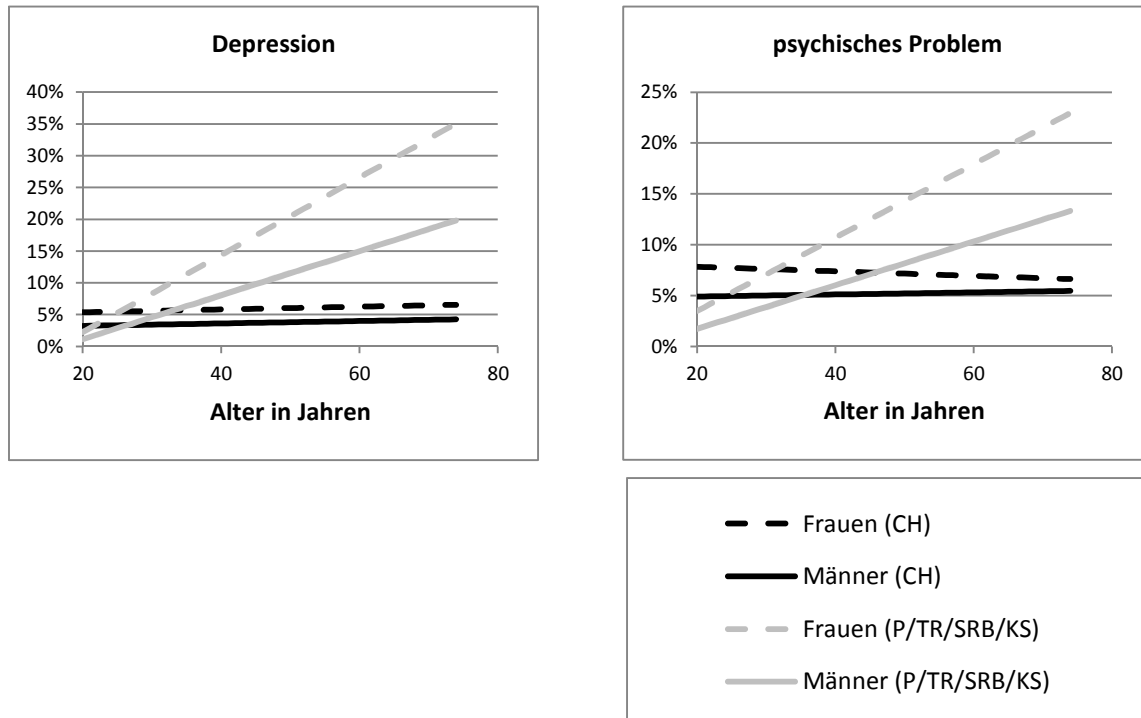 Depression
40%
35%
30%
25%
20%
15%
10%
5%
0%
20 40 60 80
Alter in Jahren
psychisches Problem
25%
20%
15%
10%
5%
0%
20 40 60 80
Alter in Jahren
Frauen (CH)
Männer (CH)
Frauen (P/TR/SRB/KS)
Männer (P/TR/SRB/KS)